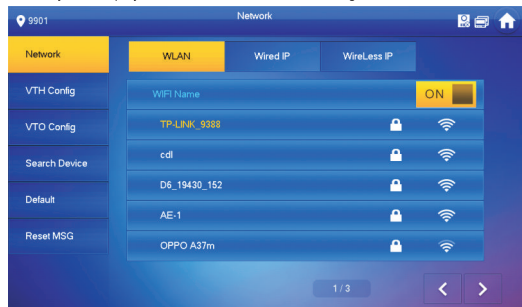 9901
Network
Network
WLAN
Wired IP
WireLess IP
VTH Config
WIFI Name
ON
VTO Config
TP-LINK_9388
cdl
Search Device
D6_19430_152
Default
AE-1
Reset MSG
OPPO A37m
1 / 3